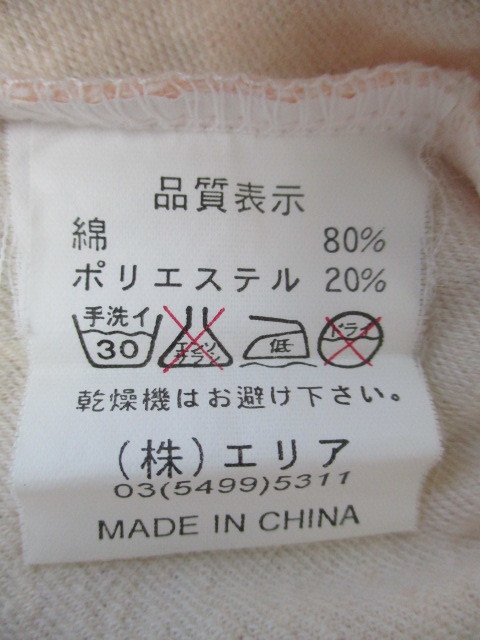 品質表示
綿 80%
ポリエステル 20%
手洗イ 30 エンソ サラシ 低 ドライ
乾燥機はお避け下さい。
(株)エリア
03(5499)5311
MADE IN CHINA